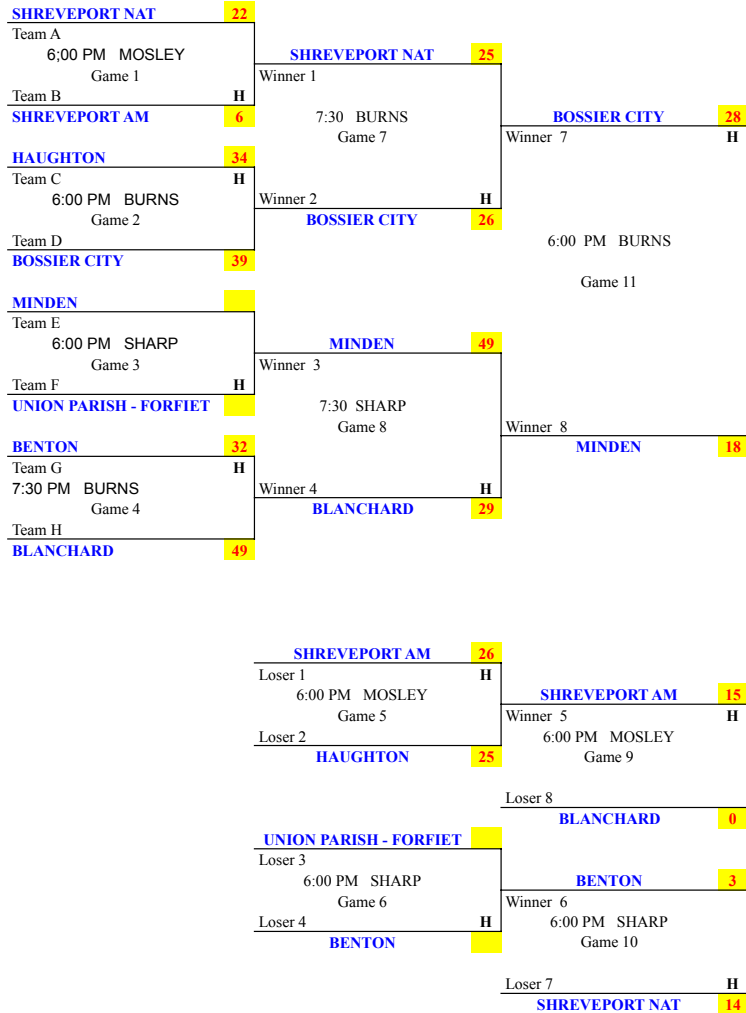 SHREVEPORT NAT 22
Team A
6;00 PM MOSLEY SHREVEPORT NAT 25
Game 1 Winner 1
Team B H
SHREVEPORT AM 6 7:30 BURNS BOSSIER CITY 28
Game 7 Winner 7 H
HAUGHTON 34
Team C H
6:00 PM BURNS Winner 2 H
Game 2 BOSSIER CITY 26
Team D 6:00 PM BURNS
BOSSIER CITY 39
Game 11
MINDEN
Team E
6:00 PM SHARP MINDEN 49
Game 3 Winner 3
Team F H
UNION PARISH - FORFIET 7:30 SHARP
Game 8 Winner 8
BENTON 32 MINDEN 18
Team G H
7:30 PM BURNS Winner 4 H
Game 4 BLANCHARD 29
Team H
BLANCHARD 49
SHREVEPORT AM 26
Loser 1 H
6:00 PM MOSLEY SHREVEPORT AM 15
Game 5 Winner 5 H
Loser 2 6:00 PM MOSLEY
HAUGHTON 25 Game 9
Loser 8
BLANCHARD 0
UNION PARISH - FORFIET
Loser 3
6:00 PM SHARP BENTON 3
Game 6 Winner 6
Loser 4 H 6:00 PM SHARP
BENTON Game 10
Loser 7 H
SHREVEPORT NAT 14